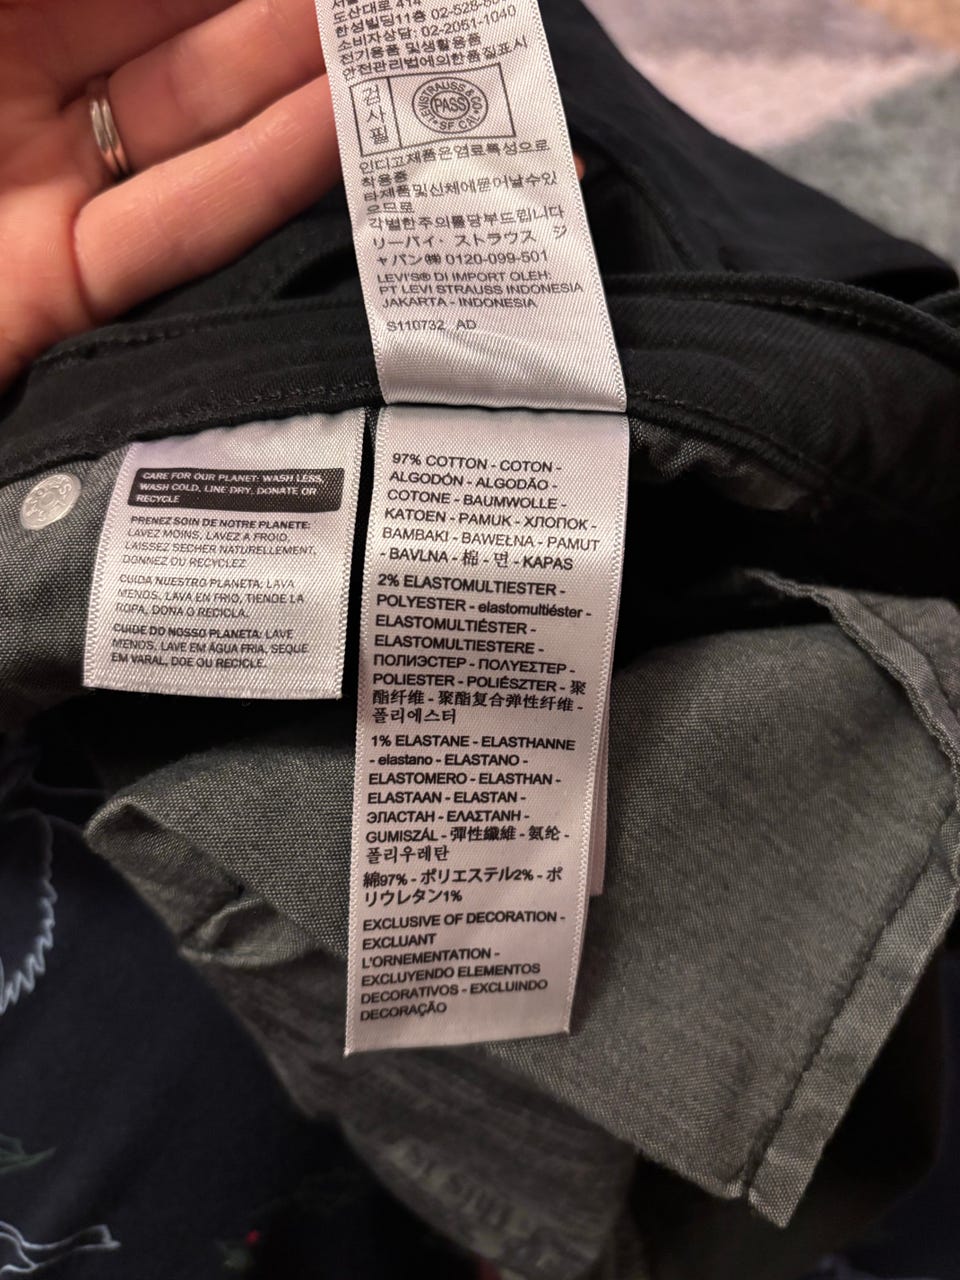 도산대로 414
한성빌딩11층 02-528-
소비자상담: 02-2051-1040
전기용품 및생활용품
안전관리법에의한품질표시
검사필
LEVI STRAUSS & CO
PASS
SF CAL
인디고제품은염료특성으로
착용중
타제품및신체에묻어날수있
으므로
각별한주의를당부드립니다
リーバイ・ストラウス ジ
ャパン㈱ 0120-099-501
LEVI'S® DI IMPORT OLEH:
PT LEVI STRAUSS INDONESIA
JAKARTA - INDONESIA
S110732 AD
CARE FOR OUR PLANET: WASH LESS,
WASH COLD, LINE DRY, DONATE OR
RECYCLE
PRENEZ SOIN DE NOTRE PLANETE:
LAVEZ MOINS, LAVEZ A FROID,
LAISSEZ SECHER NATURELLEMENT,
DONNEZ OU RECYCLEZ
CUIDA NUESTRO PLANETA: LAVA
MENOS, LAVA EN FRIO, TIENDE LA
ROPA, DONA O RECICLA.
CUIDE DO NOSSO PLANETA: LAVE
MENOS, LAVE EM ÁGUA FRIA, SEQUE
EM VARAL, DOE OU RECICLE.
97% COTTON - COTON -
ALGODÓN - ALGODÃO -
COTONE - BAUMWOLLE -
KATOEN - PAMUK - ХЛОПОК -
BAMBAKI - BAWEŁNA - PAMUT
- BAVLNA - 棉 - 면 - KAPAS
2% ELASTOMULTIESTER -
POLYESTER - elastomultiéster -
ELASTOMULTIÉSTER -
ELASTOMULTIESTERE -
ПОЛИЭСТЕР - ΠΟΛΥΕΣΤΕΡ -
POLIESTER - POLIÉSZTER - 聚
酯纤维 - 聚酯复合弹性纤维 -
폴리에스터
1% ELASTANE - ELASTHANNE
- elastano - ELASTANO -
ELASTOMERO - ELASTHAN -
ELASTAAN - ELASTAN -
ЭЛАСТАН - ΕΛΑΣΤΑΝΗ -
GUMISZÁL - 彈性纖維 - 氨纶 -
폴리우레탄
綿97% - ポリエステル2% - ポ
リウレタン1%
EXCLUSIVE OF DECORATION -
EXCLUANT
L'ORNEMENTATION -
EXCLUYENDO ELEMENTOS
DECORATIVOS - EXCLUINDO
DECORAÇÃO